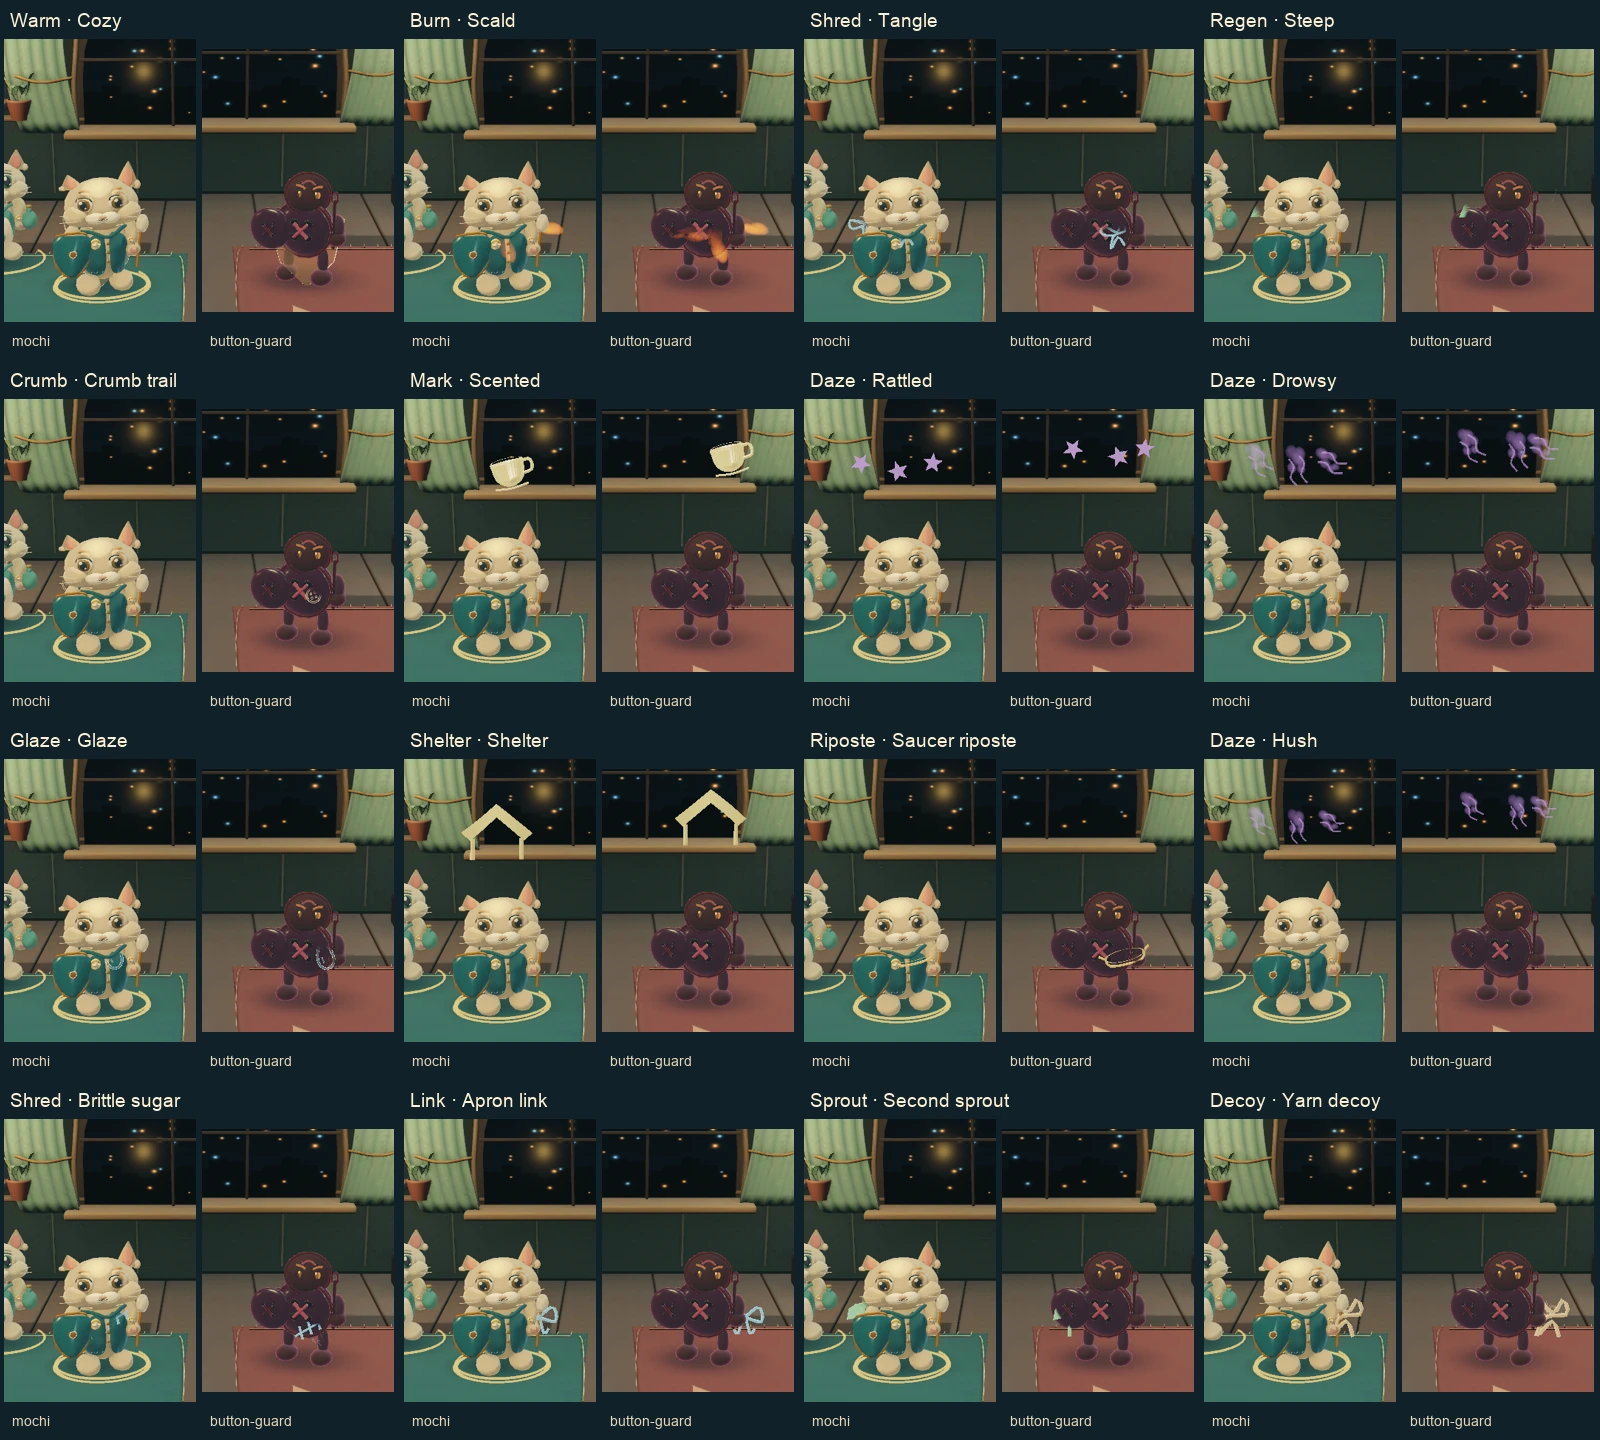 Warm · Cozy
Burn · Scald
Shred · Tangle
Regen · Steep
mochi
button-guard
mochi
button-guard
mochi
button-guard
mochi
button-guard
Crumb · Crumb trail
Mark · Scented
Daze · Rattled
Daze · Drowsy
mochi
button-guard
mochi
button-guard
mochi
button-guard
mochi
button-guard
Glaze · Glaze
Shelter · Shelter
Riposte · Saucer riposte
Daze · Hush
mochi
button-guard
mochi
button-guard
mochi
button-guard
mochi
button-guard
Shred · Brittle sugar
Link · Apron link
Sprout · Second sprout
Decoy · Yarn decoy
mochi
button-guard
mochi
button-guard
mochi
button-guard
mochi
button-guard